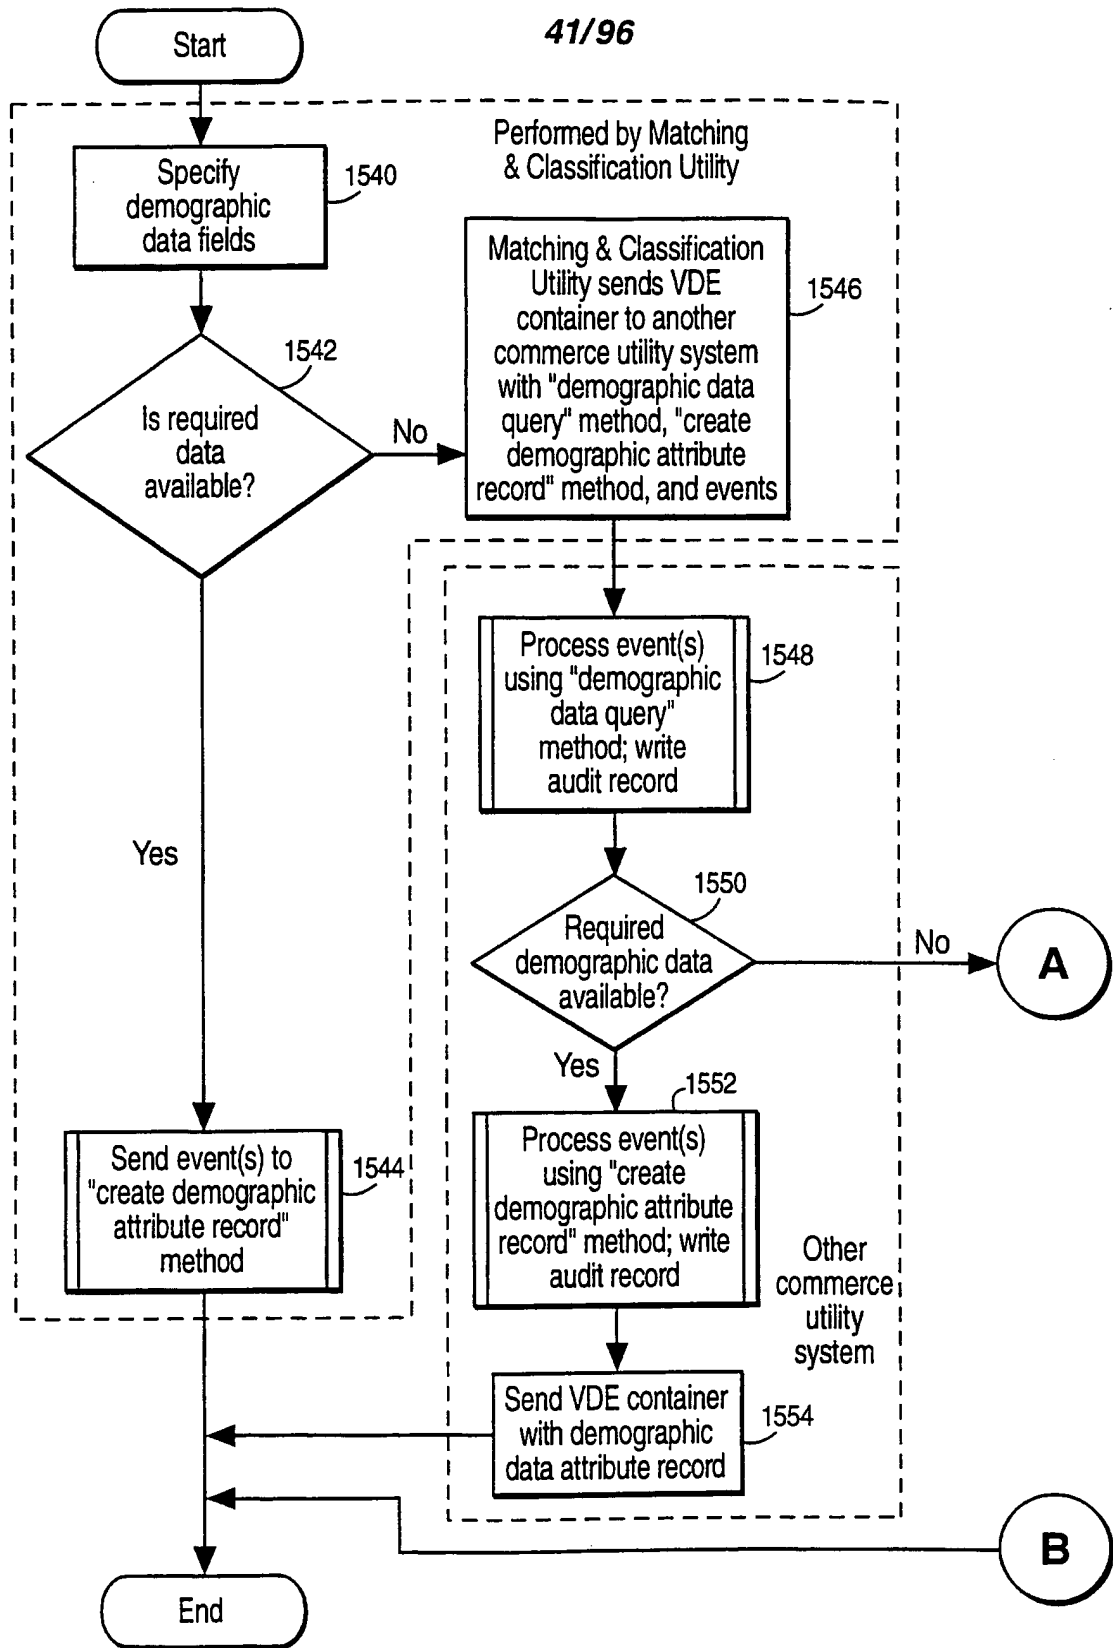 41/96
Start
Performed by Matching
& Classification Utility
Specify
demographic
data fields
1540
Matching & Classification
Utility sends VDE
container to another
commerce utility system
with "demographic data
query" method, "create
demographic attribute
record" method, and events
1546
1542
Is required
data
available?
No
Yes
Process event(s)
using "demographic
data query"
method; write
audit record
1548
1550
Required
demographic data
available?
No
A
Yes
1552
Process event(s)
using "create
demographic attribute
record" method; write
audit record
Send event(s) to
"create demographic
attribute record"
method
1544
Other
commerce
utility
system
Send VDE container
with demographic
data attribute record
1554
B
End